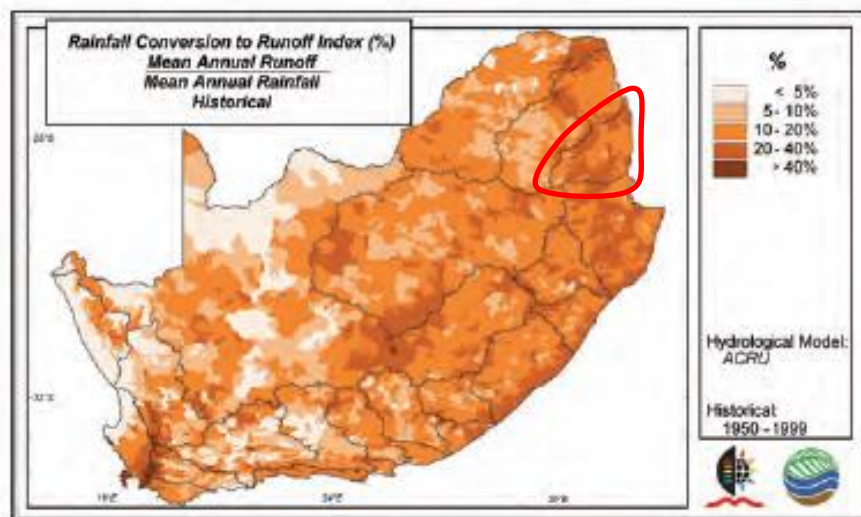 Rainfall Conversion to Runoff Index (%)
Mean Annual Runoff
Mean Annual Rainfall
Historical
%
< 5%
5 - 10%
10 - 20%
20 - 40%
> 40%
Hydrological Model:
ACRU
Historical:
1950 - 1999